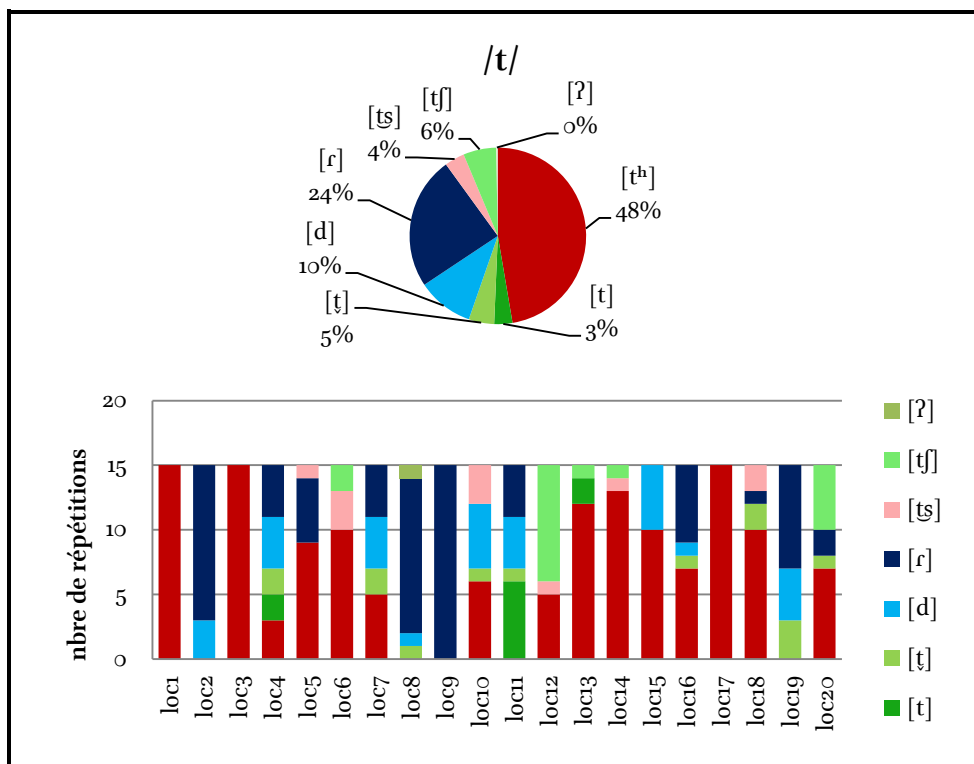 /t/
[ʔ]
0%
[tʃ]
6%
[t͜s]
4%
[ɾ]
24%
[d]
10%
[t̬]
5%
[t]
3%
[tʰ]
48%
nbre de répétitions
20
15
10
5
0
loc1
loc2
loc3
loc4
loc5
loc6
loc7
loc8
loc9
loc10
loc11
loc12
loc13
loc14
loc15
loc16
loc17
loc18
loc19
loc20
[ʔ]
[tʃ]
[t͜s]
[ɾ]
[d]
[t̬]
[t]